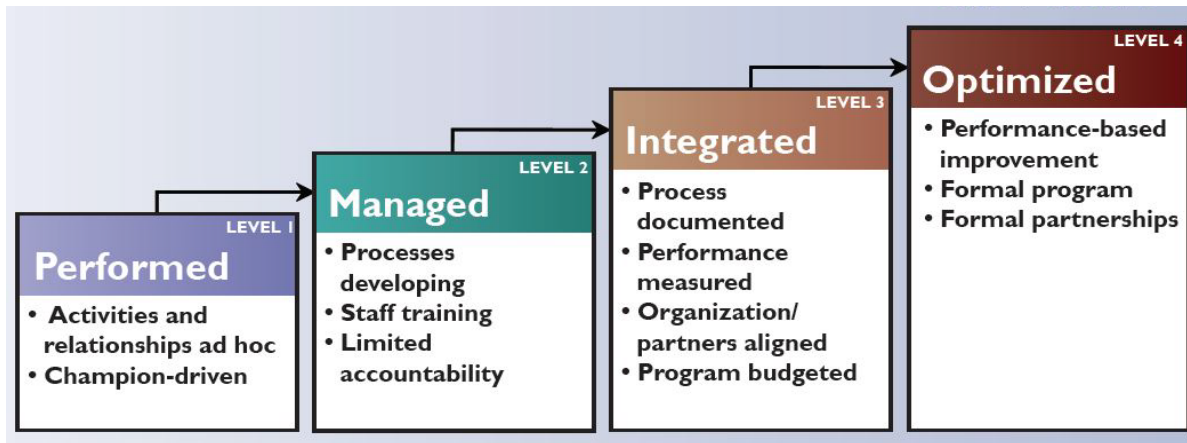 LEVEL 1
Performed
• Activities and
relationships ad hoc
• Champion-driven
LEVEL 2
Managed
• Processes
developing
• Staff training
• Limited
accountability
LEVEL 3
Integrated
• Process
documented
• Performance
measured
• Organization/
partners aligned
• Program budgeted
LEVEL 4
Optimized
• Performance-based
improvement
• Formal program
• Formal partnerships